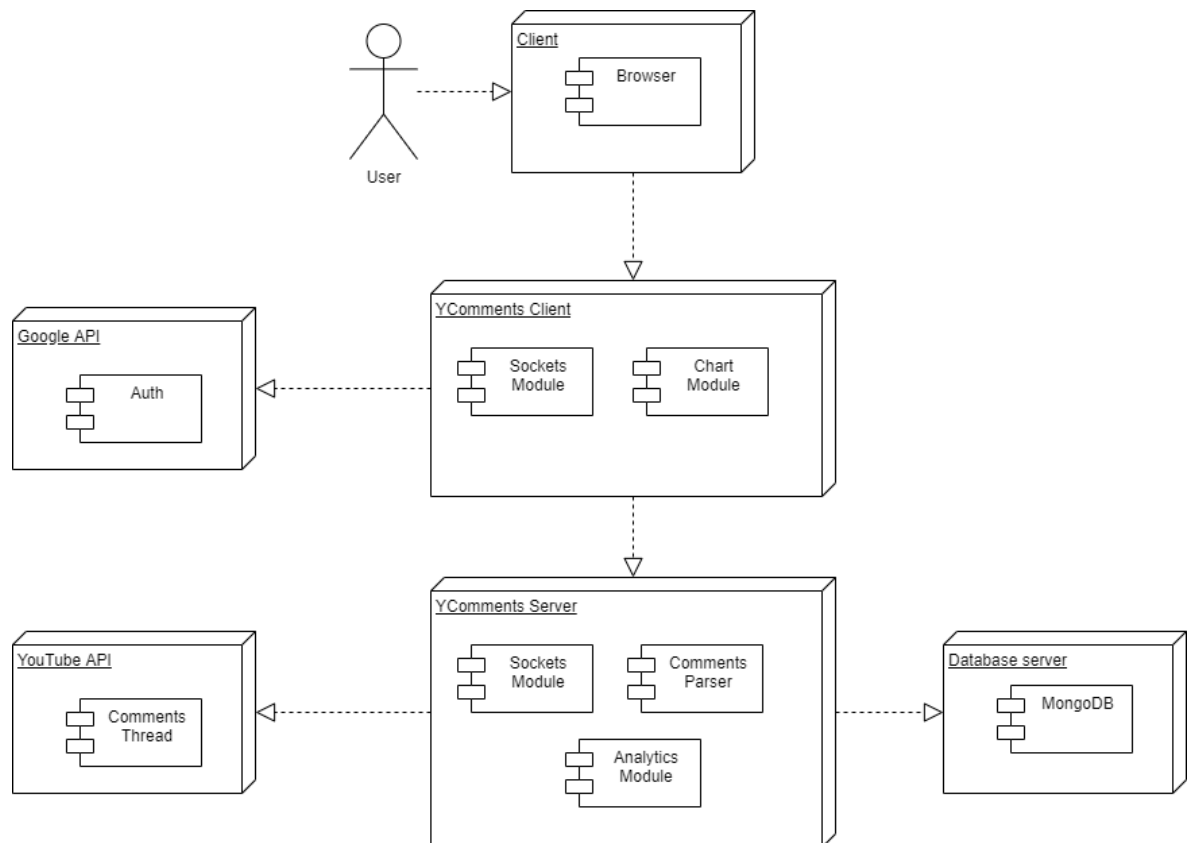 Client
Browser
User
YComments Client
Google API
Sockets
Module
Chart
Module
Auth
YComments Server
YouTube API
Sockets
Module
Comments
Parser
Database server
Comments
Thread
MongoDB
Analytics
Module